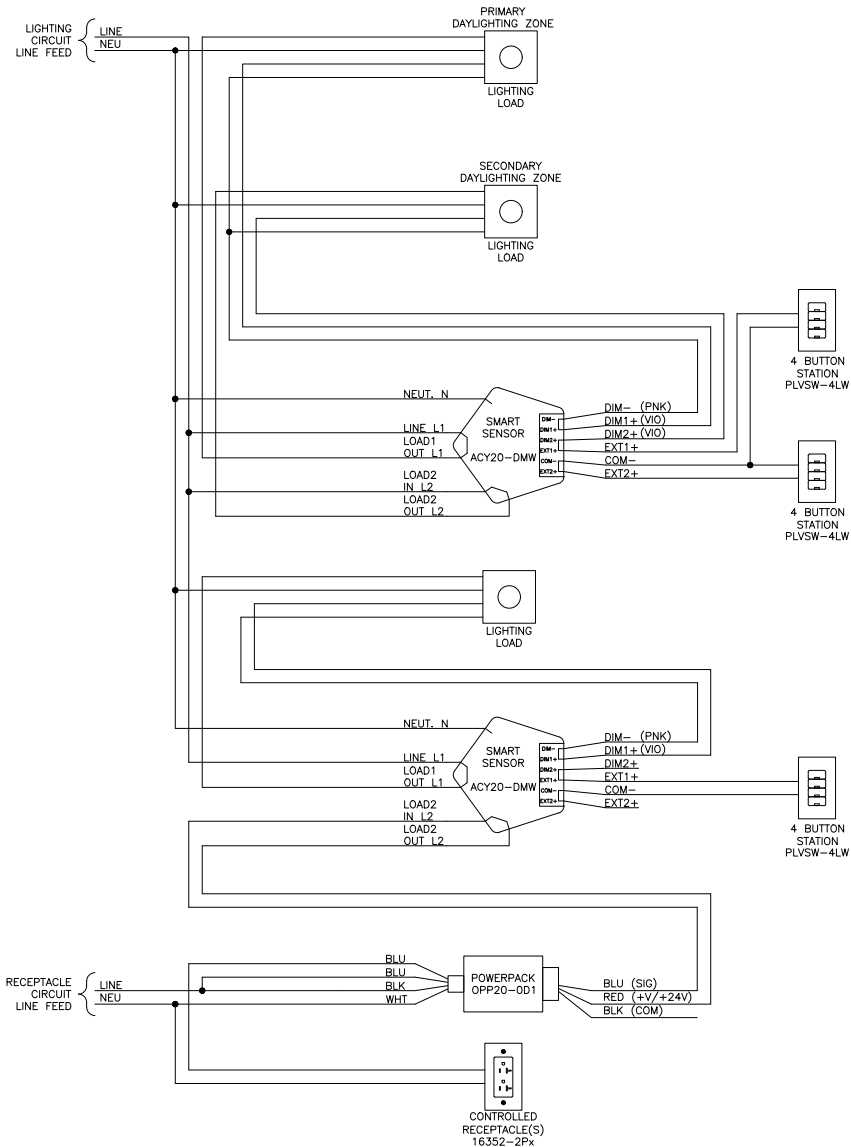 PRIMARY
DAYLIGHTING ZONE
LIGHTING
CIRCUIT
LINE FEED
LINE
NEU
LIGHTING
LOAD
SECONDARY
DAYLIGHTING ZONE
LIGHTING
LOAD
4 BUTTON
STATION
PLVSW-4LW
NEUT. N
LINE L1
LOAD1
OUT L1
LOAD2
IN L2
LOAD2
OUT L2
SMART
SENSOR
ACY20-DMW
DIM-
DIM1+
DIM2+
EXT1+
COM-
EXT2+
DIM- (PNK)
DIM1+ (VIO)
DIM2+ (VIO)
EXT1+
COM-
EXT2+
4 BUTTON
STATION
PLVSW-4LW
LIGHTING
LOAD
NEUT. N
LINE L1
LOAD1
OUT L1
LOAD2
IN L2
LOAD2
OUT L2
SMART
SENSOR
ACY20-DMW
DIM-
DIM1+
DIM2+
EXT1+
COM-
EXT2+
DIM- (PNK)
DIM1+ (VIO)
DIM2+
EXT1+
COM-
EXT2+
4 BUTTON
STATION
PLVSW-4LW
RECEPTACLE
CIRCUIT
LINE FEED
LINE
NEU
BLU
BLU
BLK
WHT
POWERPACK
OPP20-0D1
BLU (SIG)
RED (+V/+24V)
BLK (COM)
CONTROLLED
RECEPTACLE(S)
16352-2Px